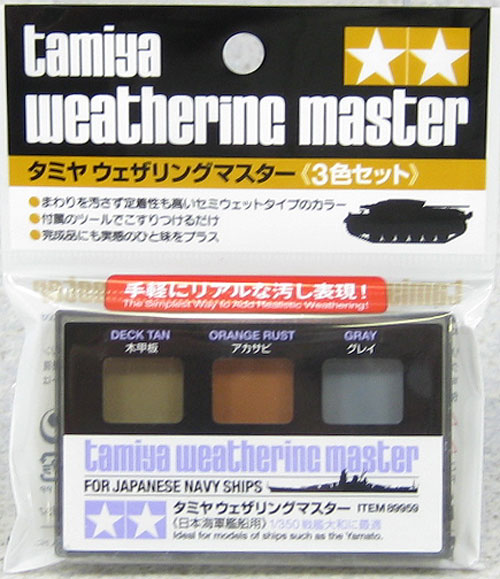 tamiya
weathering master
タミヤ ウェザリングマスター《3色セット》
●まわりを汚さず定着性も高いセミウェットタイプのカラー
●付属のツールでこすりつけるだけ
●完成品にも実感のひと味をプラス
手軽にリアルな汚し表現!
The Simplest Way to Add Realistic Weathering!
DECK TAN ORANGE RUST GRAY
木甲板 アカサビ グレイ
tamiya weathering master
FOR JAPANESE NAVY SHIPS
タミヤ ウェザリングマスター ITEM 89959
《日本海軍艦船用》 1/350 戦艦大和に最適
Ideal for models of ships such as the Yamato.